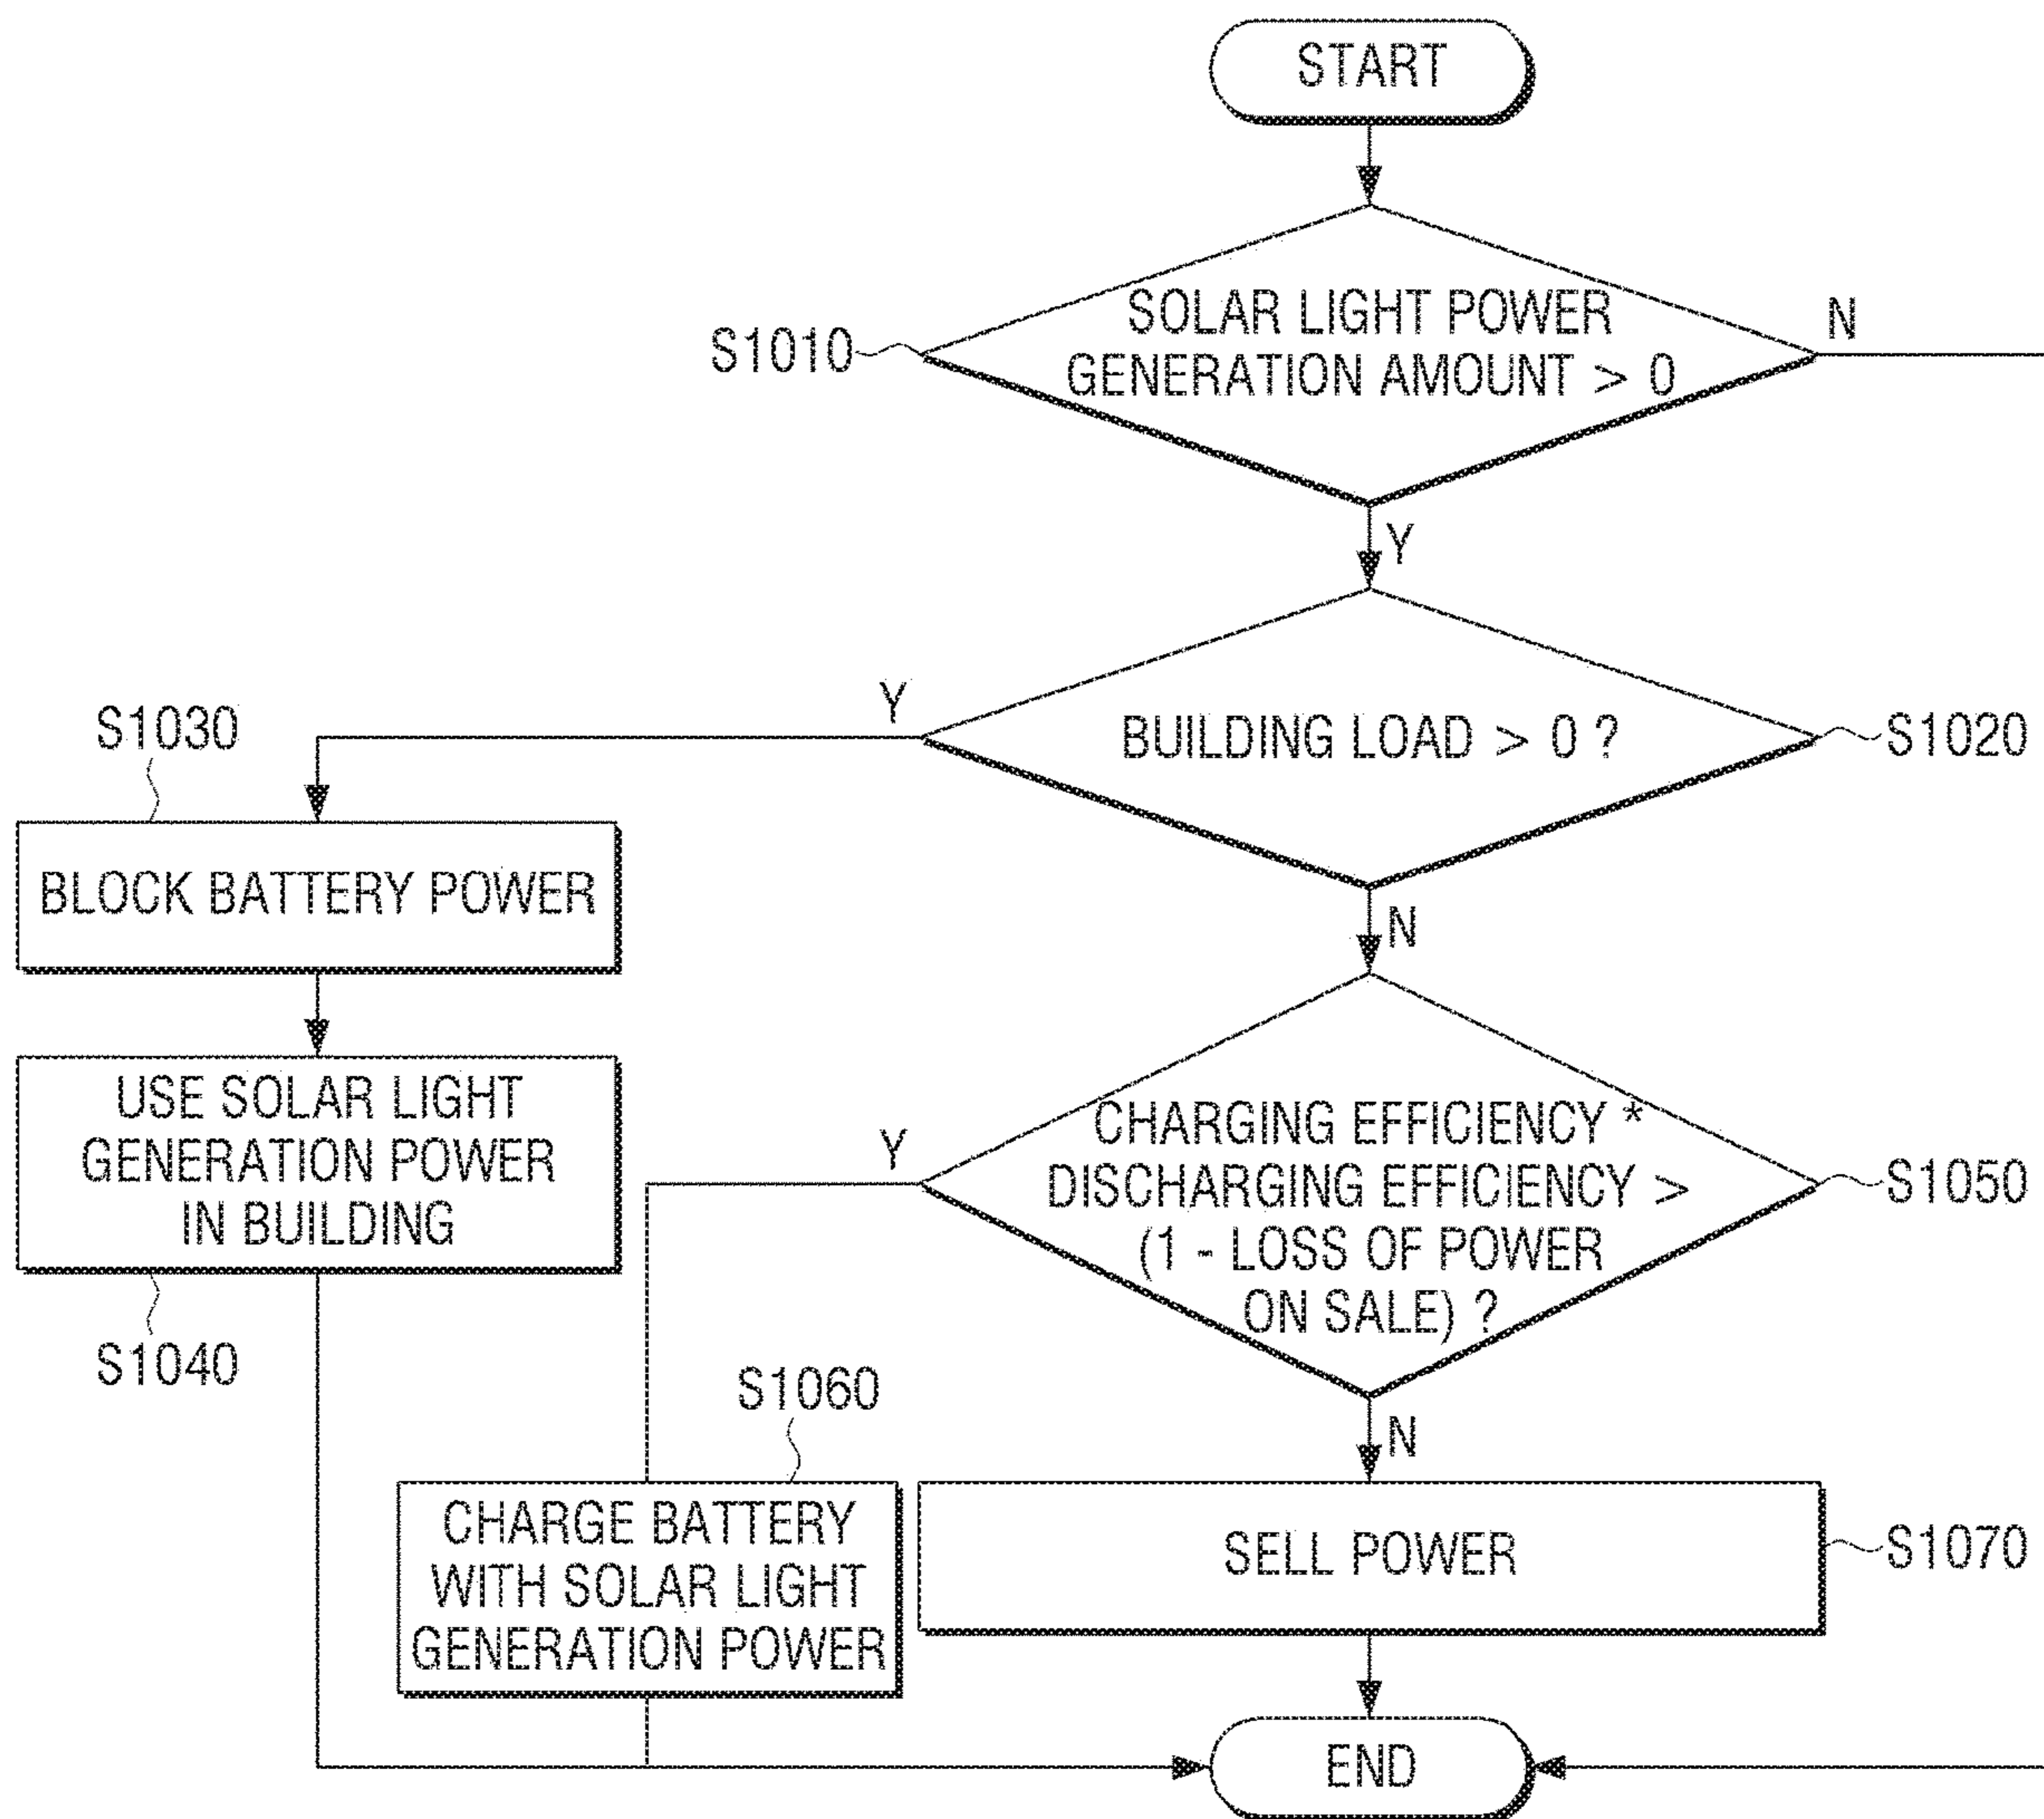 START
S1010
SOLAR LIGHT POWER
GENERATION AMOUNT > 0
N
Y
Y
BUILDING LOAD > 0 ?
S1020
S1030
BLOCK BATTERY POWER
N
USE SOLAR LIGHT
GENERATION POWER
IN BUILDING
S1040
Y
CHARGING EFFICIENCY *
DISCHARGING EFFICIENCY >
(1 - LOSS OF POWER
ON SALE) ?
S1050
S1060
N
CHARGE BATTERY
WITH SOLAR LIGHT
GENERATION POWER
SELL POWER
S1070
END